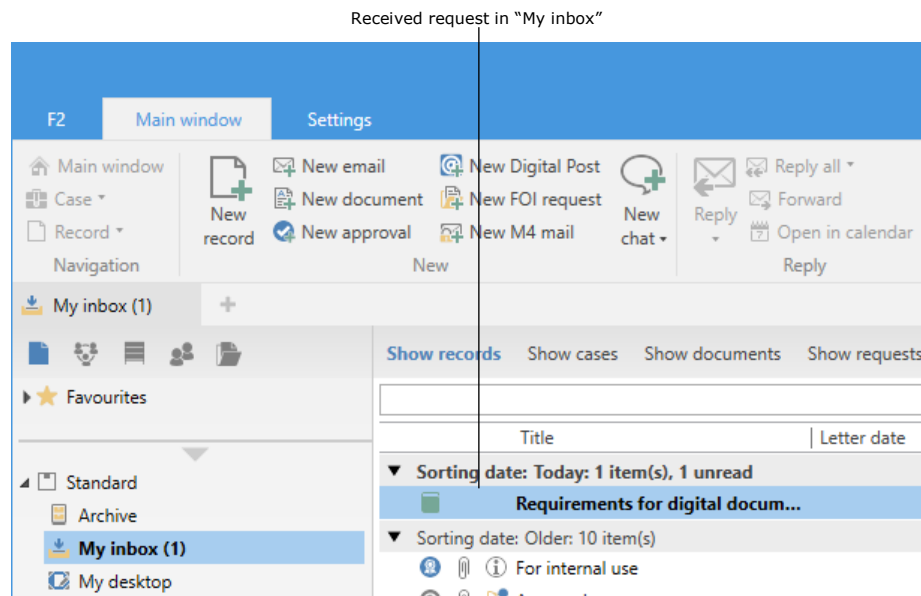 Received request in “My inbox”
F2 Main window Settings
Main window New email New Digital Post Reply all
Case New document New FOI request Forward
New record New chat Reply
Record New approval New M4 mail Open in calendar
Navigation New Reply
My inbox (1) +
Show records Show cases Show documents Show requests
Favourites
Title Letter date
Sorting date: Today: 1 item(s), 1 unread
Standard
Requirements for digital docum...
Archive
Sorting date: Older: 10 item(s)
My inbox (1)
For internal use
My desktop